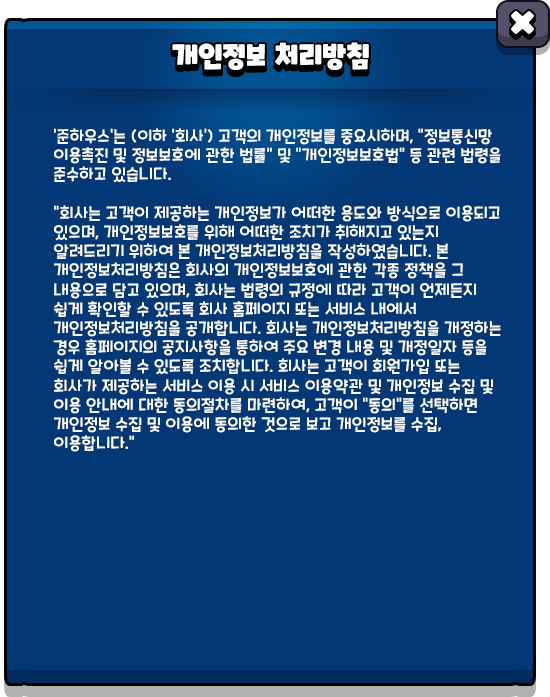 개인정보 처리방침
'준하우스'는 (이하 '회사') 고객의 개인정보를 중요시하며, "정보통신망
이용촉진 및 정보보호에 관한 법률" 및 "개인정보보호법" 등 관련 법령을
준수하고 있습니다.
"회사는 고객이 제공하는 개인정보가 어떠한 용도와 방식으로 이용되고
있으며, 개인정보보호를 위해 어떠한 조치가 취해지고 있는지
알려드리기 위하여 본 개인정보처리방침을 작성하였습니다. 본
개인정보처리방침은 회사의 개인정보보호에 관한 각종 정책을 그
내용으로 담고 있으며, 회사는 법령의 규정에 따라 고객이 언제든지
쉽게 확인할 수 있도록 회사 홈페이지 또는 서비스 내에서
개인정보처리방침을 공개합니다. 회사는 개인정보처리방침을 개정하는
경우 홈페이지의 공지사항을 통하여 주요 변경 내용 및 개정일자 등을
쉽게 알아볼 수 있도록 조치합니다. 회사는 고객이 회원가입 또는
회사가 제공하는 서비스 이용 시 서비스 이용약관 및 개인정보 수집 및
이용 안내에 대한 동의절차를 마련하여, 고객이 "동의"를 선택하면
개인정보 수집 및 이용에 동의한 것으로 보고 개인정보를 수집,
이용합니다."